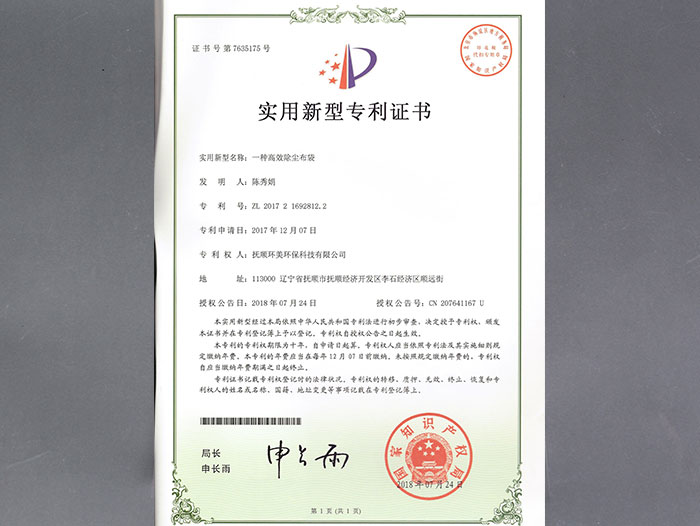 证书号第7635175号
实用新型专利证书
实用新型名称：一种高效除尘布袋
发明人：陈秀娟
专利号：ZL 2017 2 1692812.2
专利申请日：2017年12月07日
专利权人：抚顺环美环保科技有限公司
地址：113000 辽宁省抚顺市抚顺经济开发区李石经济区顺远街
授权公告日：2018年07月24日 授权公告号：CN 207641167 U
本实用新型经过本局依照中华人民共和国专利法进行初步审查，决定授予专利权，颁发
本证书并在专利登记簿上予以登记。专利权自授权公告之日起生效。
本专利的专利权期限为十年，自申请日起算。专利权人应当依照专利法及其实施细则规
定缴纳年费。本专利的年费应当在每年12月07日前缴纳。未按照规定缴纳年费的，专利权
自应当缴纳年费期满之日起终止。
专利证书记载专利权登记时的法律状况。专利权的转移、质押、无效、终止、恢复和专
利权人的姓名或名称、国籍、地址变更等事项记载在专利登记簿上。
局长
申长雨
申长雨
国家知识产权局
2018年07月24日
第1页（共1页）